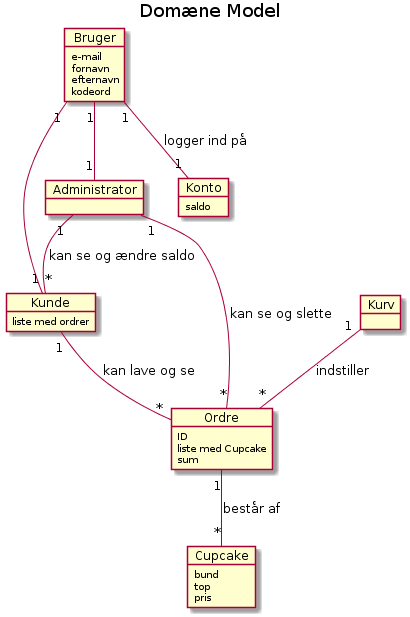 Domæne Model
Bruger
e-mail
fornavn
efternavn
kodeord
1
1
1
logger ind på
1
1
Administrator
Konto
saldo
1
1
kan se og ændre saldo
1
*
Kunde
liste med ordrer
kan se og slette
Kurv
1
1
kan lave og se
indstiller
*
*
*
Ordre
ID
liste med Cupcake
sum
1
består af
*
Cupcake
bund
top
pris